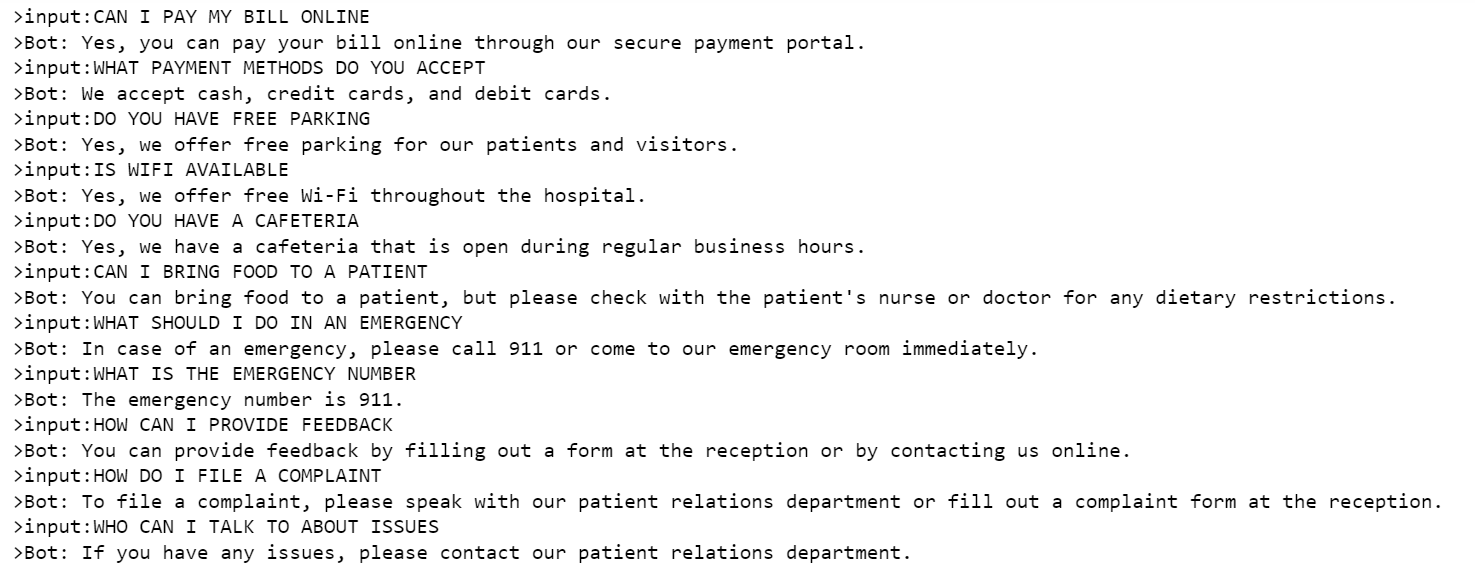 >input:CAN I PAY MY BILL ONLINE
>Bot: Yes, you can pay your bill online through our secure payment portal.
>input:WHAT PAYMENT METHODS DO YOU ACCEPT
>Bot: We accept cash, credit cards, and debit cards.
>input:DO YOU HAVE FREE PARKING
>Bot: Yes, we offer free parking for our patients and visitors.
>input:IS WIFI AVAILABLE
>Bot: Yes, we offer free Wi-Fi throughout the hospital.
>input:DO YOU HAVE A CAFETERIA
>Bot: Yes, we have a cafeteria that is open during regular business hours.
>input:CAN I BRING FOOD TO A PATIENT
>Bot: You can bring food to a patient, but please check with the patient's nurse or doctor for any dietary restrictions.
>input:WHAT SHOULD I DO IN AN EMERGENCY
>Bot: In case of an emergency, please call 911 or come to our emergency room immediately.
>input:WHAT IS THE EMERGENCY NUMBER
>Bot: The emergency number is 911.
>input:HOW CAN I PROVIDE FEEDBACK
>Bot: You can provide feedback by filling out a form at the reception or by contacting us online.
>input:HOW DO I FILE A COMPLAINT
>Bot: To file a complaint, please speak with our patient relations department or fill out a complaint form at the reception.
>input:WHO CAN I TALK TO ABOUT ISSUES
>Bot: If you have any issues, please contact our patient relations department.